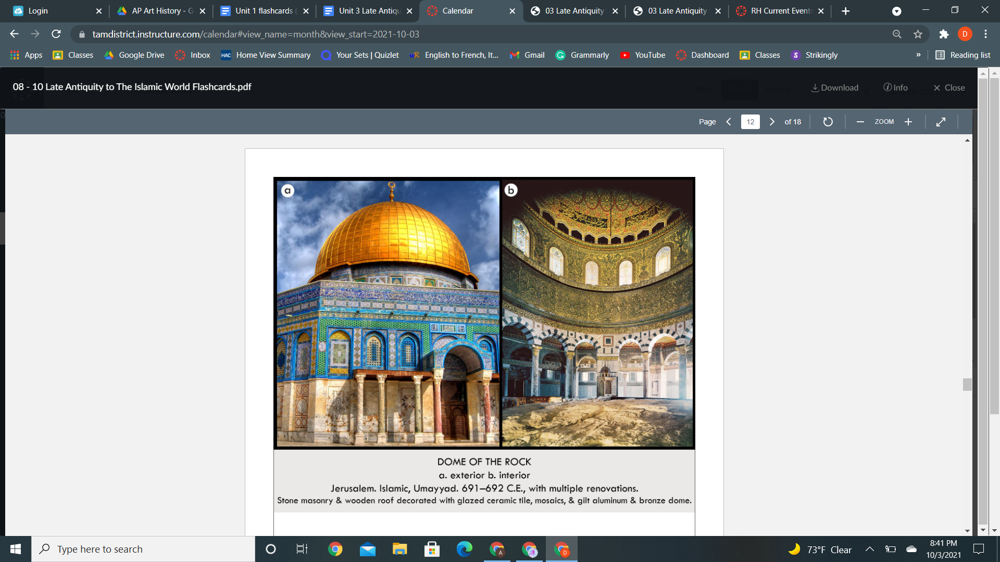 Login
AP Art History - G
Unit 1 flashcards (
Unit 3 Late Antiqu
Calendar
03 Late Antiquity
03 Late Antiquity
RH Current Events
tamdistrict.instructure.com/calendar#view_name=month&view_start=2021-10-03
D
Apps
Classes
Google Drive
Inbox
HAC Home View Summary
Your Sets | Quizlet
WR English to French, It...
Gmail
Grammarly
YouTube
Dashboard
Classes
S Strikingly
»
Reading list
08 - 10 Late Antiquity to The Islamic World Flashcards.pdf
Download
Info
Close
Page 12 of 18
ZOOM
a
b
DOME OF THE ROCK
a. exterior b. interior
Jerusalem. Islamic, Umayyad. 691–692 C.E., with multiple renovations.
Stone masonry & wooden roof decorated with glazed ceramic tile, mosaics, & gilt aluminum & bronze dome.
Type here to search
A
D
73°F Clear
8:41 PM
10/3/2021